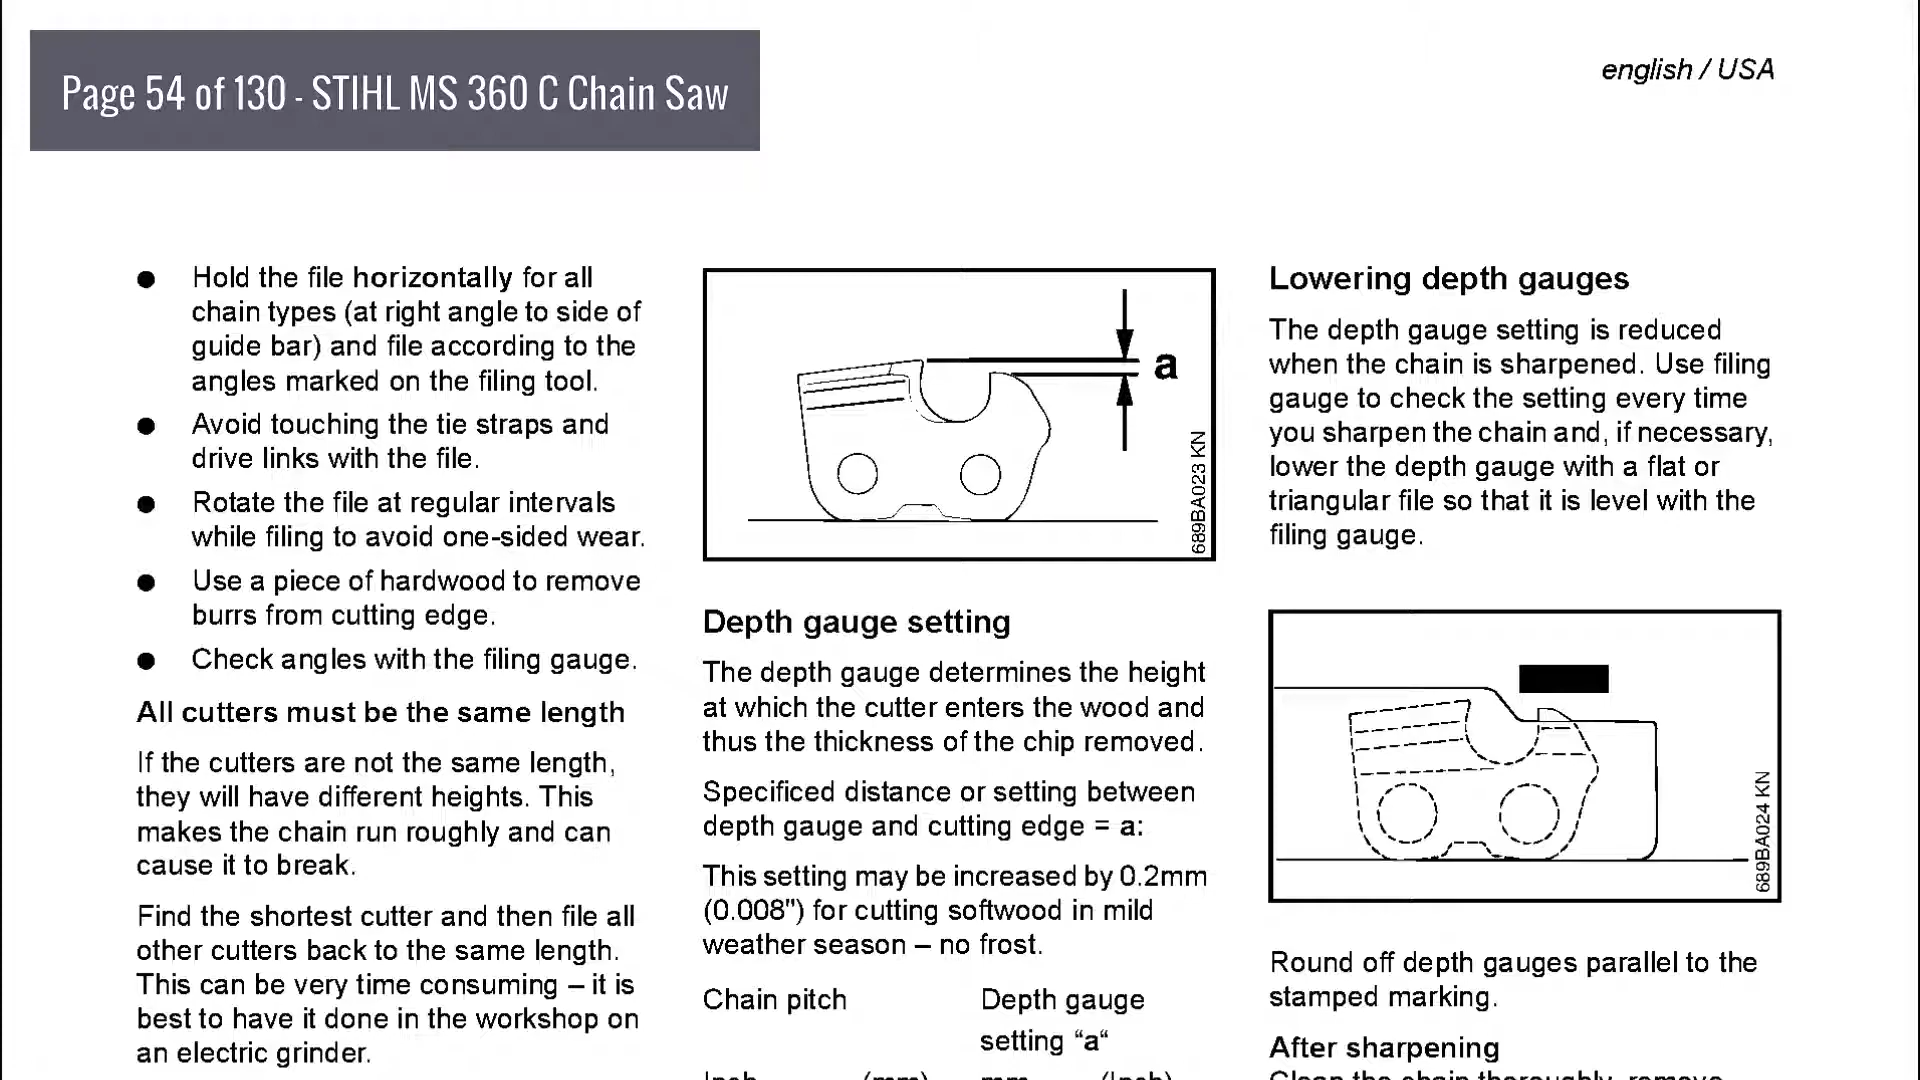 Page 54 of 130 - STIHL MS 360 C Chain Saw
english / USA
● Hold the file horizontally for all
chain types (at right angle to side of
guide bar) and file according to the
angles marked on the filing tool.
● Avoid touching the tie straps and
drive links with the file.
● Rotate the file at regular intervals
while filing to avoid one-sided wear.
● Use a piece of hardwood to remove
burrs from cutting edge.
● Check angles with the filing gauge.
All cutters must be the same length
If the cutters are not the same length,
they will have different heights. This
makes the chain run roughly and can
cause it to break.
Find the shortest cutter and then file all
other cutters back to the same length.
This can be very time consuming – it is
best to have it done in the workshop on
an electric grinder.
a
689BA023 KN
Depth gauge setting
The depth gauge determines the height
at which the cutter enters the wood and
thus the thickness of the chip removed.
Specificed distance or setting between
depth gauge and cutting edge = a:
This setting may be increased by 0.2mm
(0.008") for cutting softwood in mild
weather season – no frost.
Chain pitch Depth gauge
setting “a“
Inch (mm) mm (Inch)
Lowering depth gauges
The depth gauge setting is reduced
when the chain is sharpened. Use filing
gauge to check the setting every time
you sharpen the chain and, if necessary,
lower the depth gauge with a flat or
triangular file so that it is level with the
filing gauge.
689BA024 KN
Round off depth gauges parallel to the
stamped marking.
After sharpening
Clean the chain thoroughly, remove